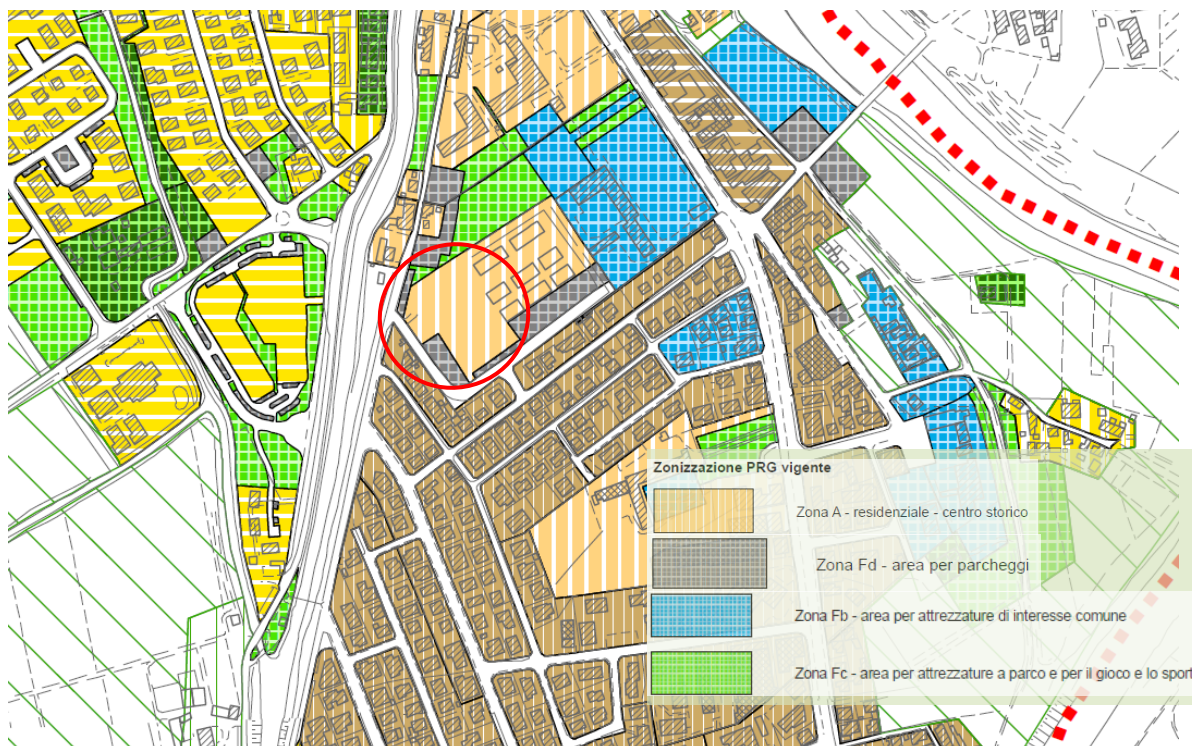 Zonizzazione PRG vigente
Zona A - residenziale - centro storico
Zona Fd - area per parcheggi
Zona Fb - area per attrezzature di interesse comune
Zona Fc - area per attrezzature a parco e per il gioco e lo sport